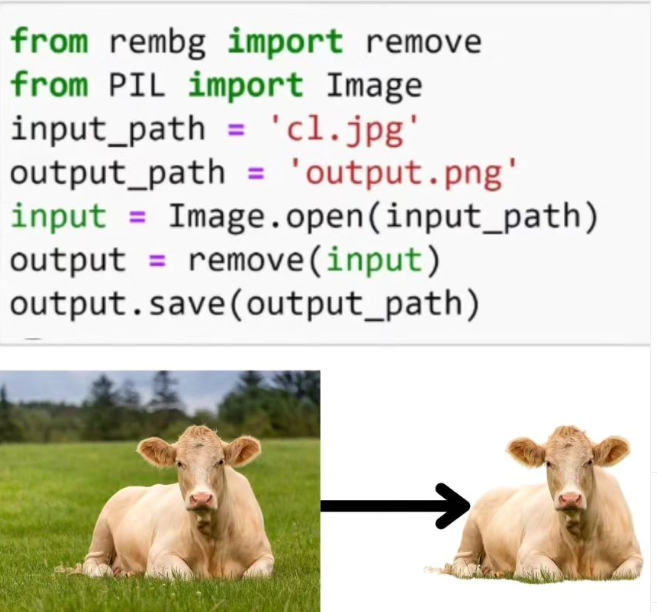 from rembg import remove
from PIL import Image
input_path = 'cl.jpg'
output_path = 'output.png'
input = Image.open(input_path)
output = remove(input)
output.save(output_path)